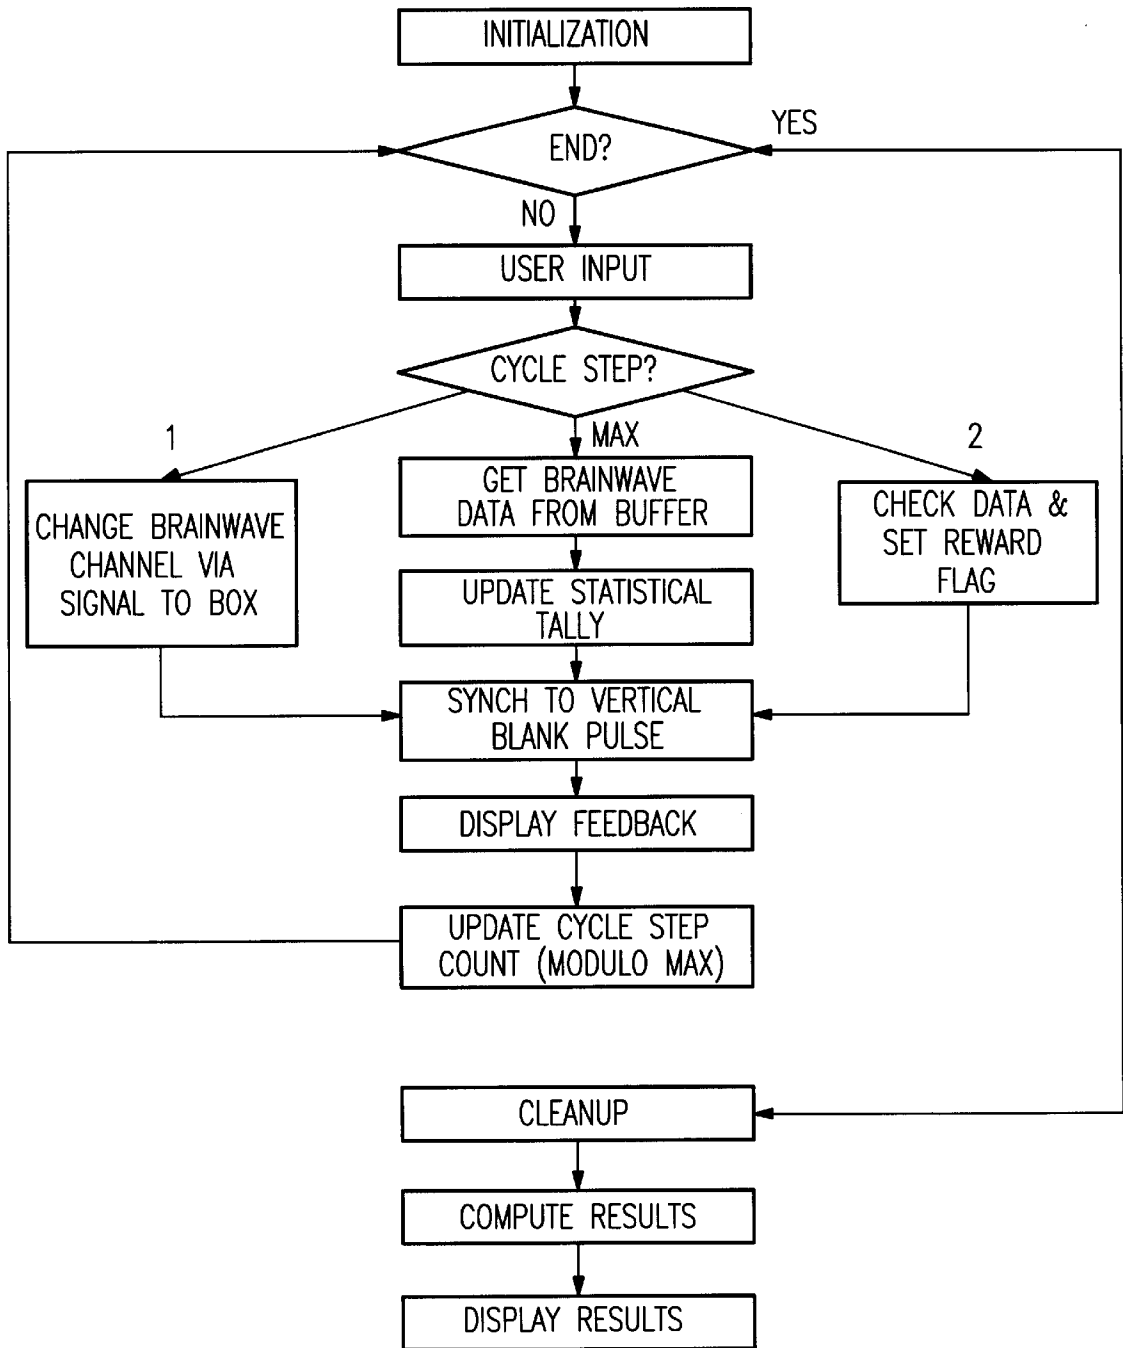 INITIALIZATION
END?
YES
NO
USER INPUT
CYCLE STEP?
1
MAX
2
CHANGE BRAINWAVE
CHANNEL VIA
SIGNAL TO BOX
GET BRAINWAVE
DATA FROM BUFFER
CHECK DATA &
SET REWARD
FLAG
UPDATE STATISTICAL
TALLY
SYNCH TO VERTICAL
BLANK PULSE
DISPLAY FEEDBACK
UPDATE CYCLE STEP
COUNT (MODULO MAX)
CLEANUP
COMPUTE RESULTS
DISPLAY RESULTS